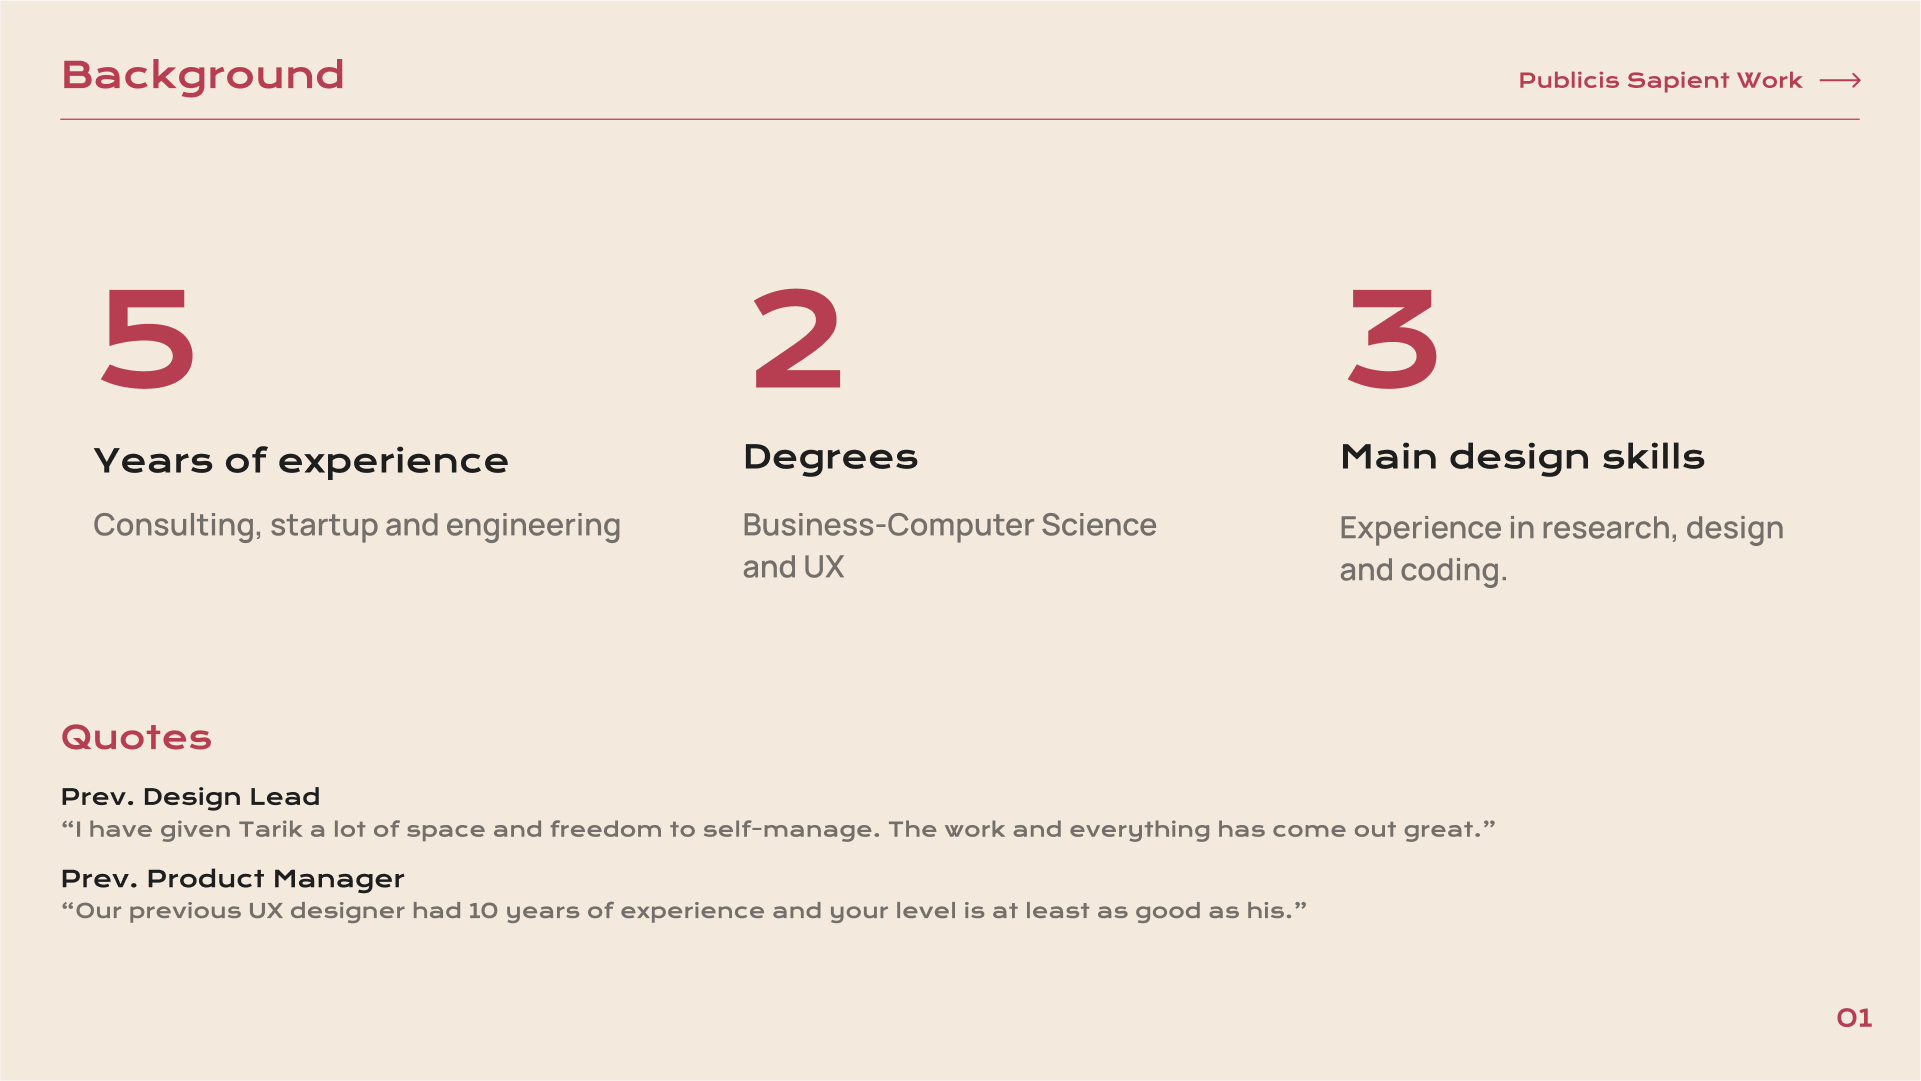 Background
Publicis Sapient Work →
5
Years of experience
Consulting, startup and engineering
2
Degrees
Business-Computer Science
and UX
3
Main design skills
Experience in research, design
and coding.
Quotes
Prev. Design Lead
“I have given Tarik a lot of space and freedom to self-manage. The work and everything has come out great.”
Prev. Product Manager
“Our previous UX designer had 10 years of experience and your level is at least as good as his.”
01